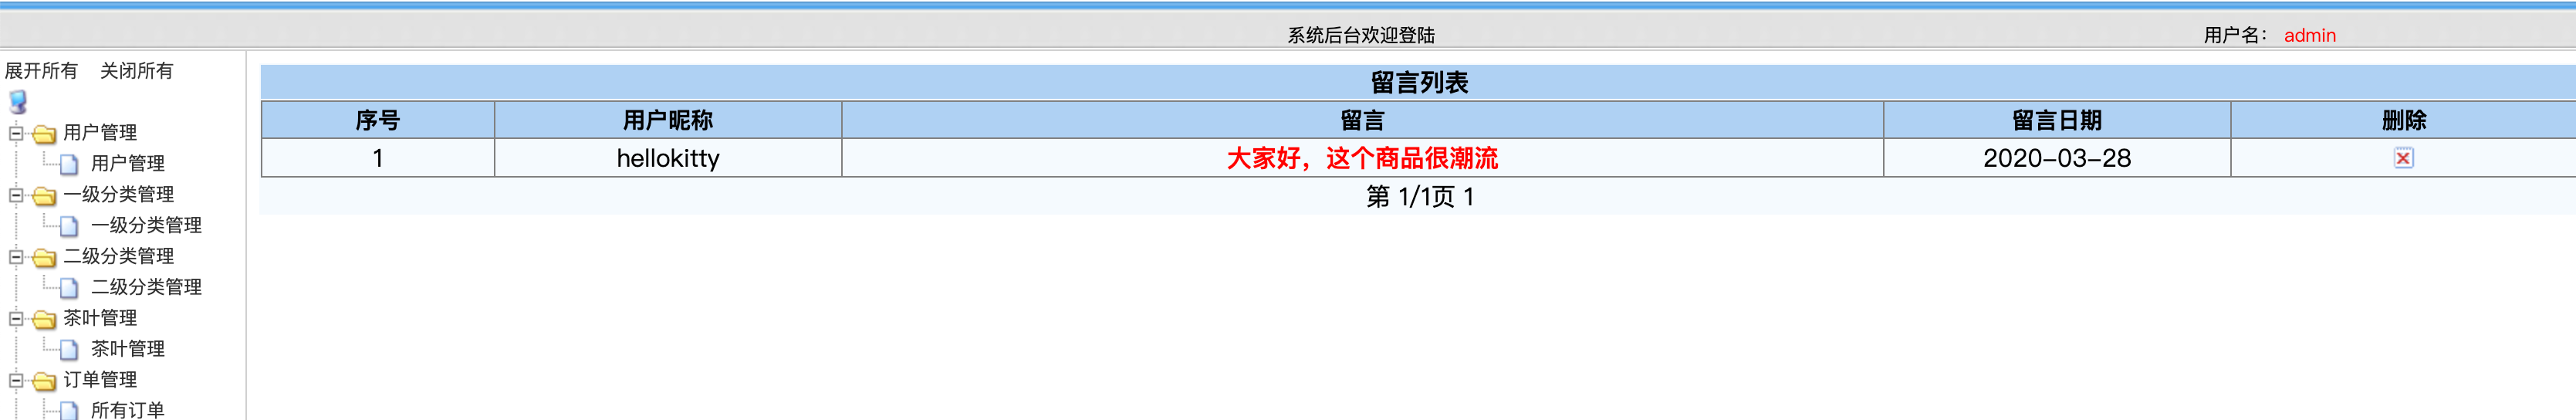 系统后台欢迎登陆
用户名： admin
展开所有 关闭所有
用户管理
用户管理
一级分类管理
一级分类管理
二级分类管理
二级分类管理
茶叶管理
茶叶管理
订单管理
所有订单
留言列表
序号 用户昵称 留言 留言日期 删除
1 hellokitty 大家好，这个商品很潮流 2020-03-28
第 1/1页 1